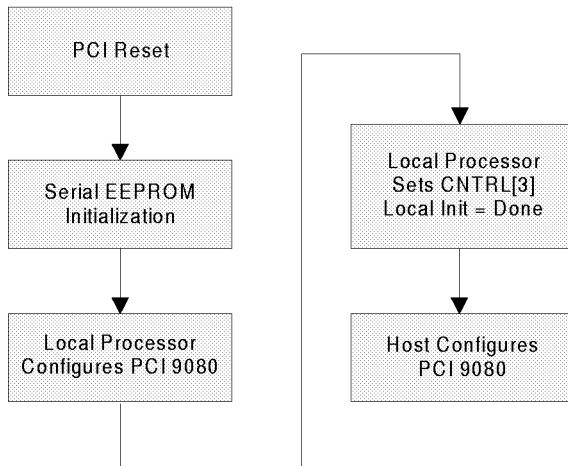 PCI Reset
Serial EEPROM
Initialization
Local Processor
Configures PCI 9080
Local Processor
Sets CNTRL[3]
Local Init = Done
Host Configures
PCI 9080